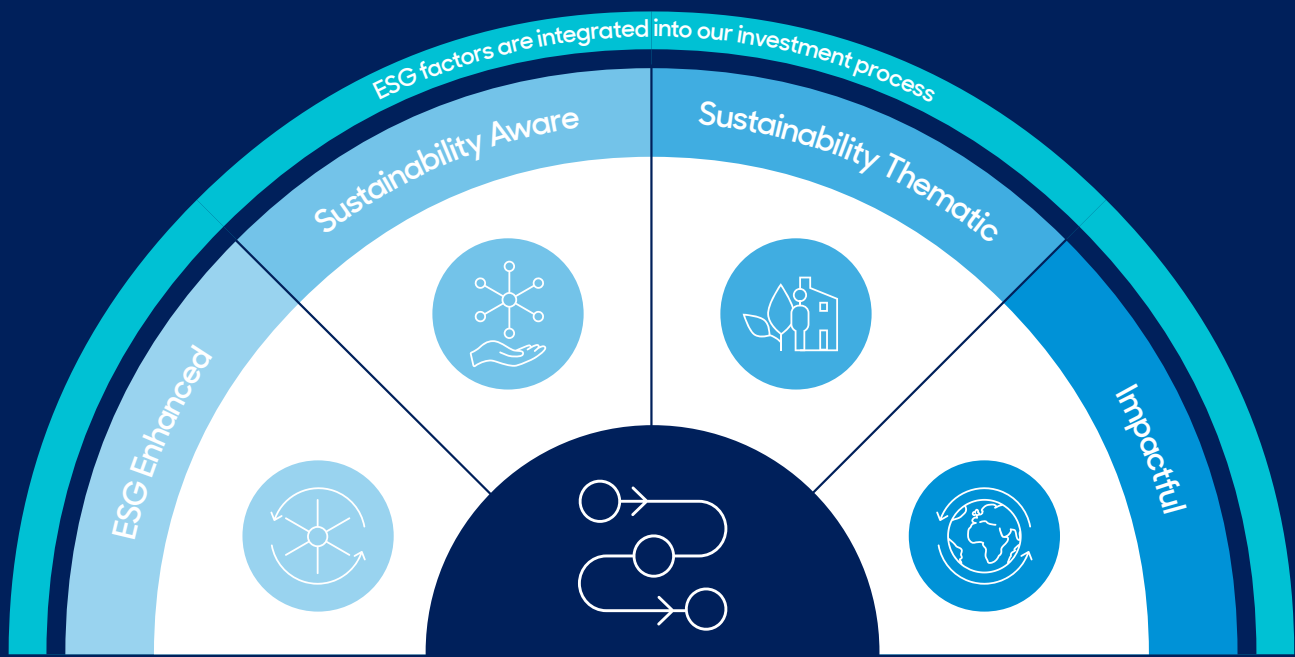 ESG factors are integrated into our investment process
ESG Enhanced
Sustainability Aware
Sustainability Thematic
Impactful